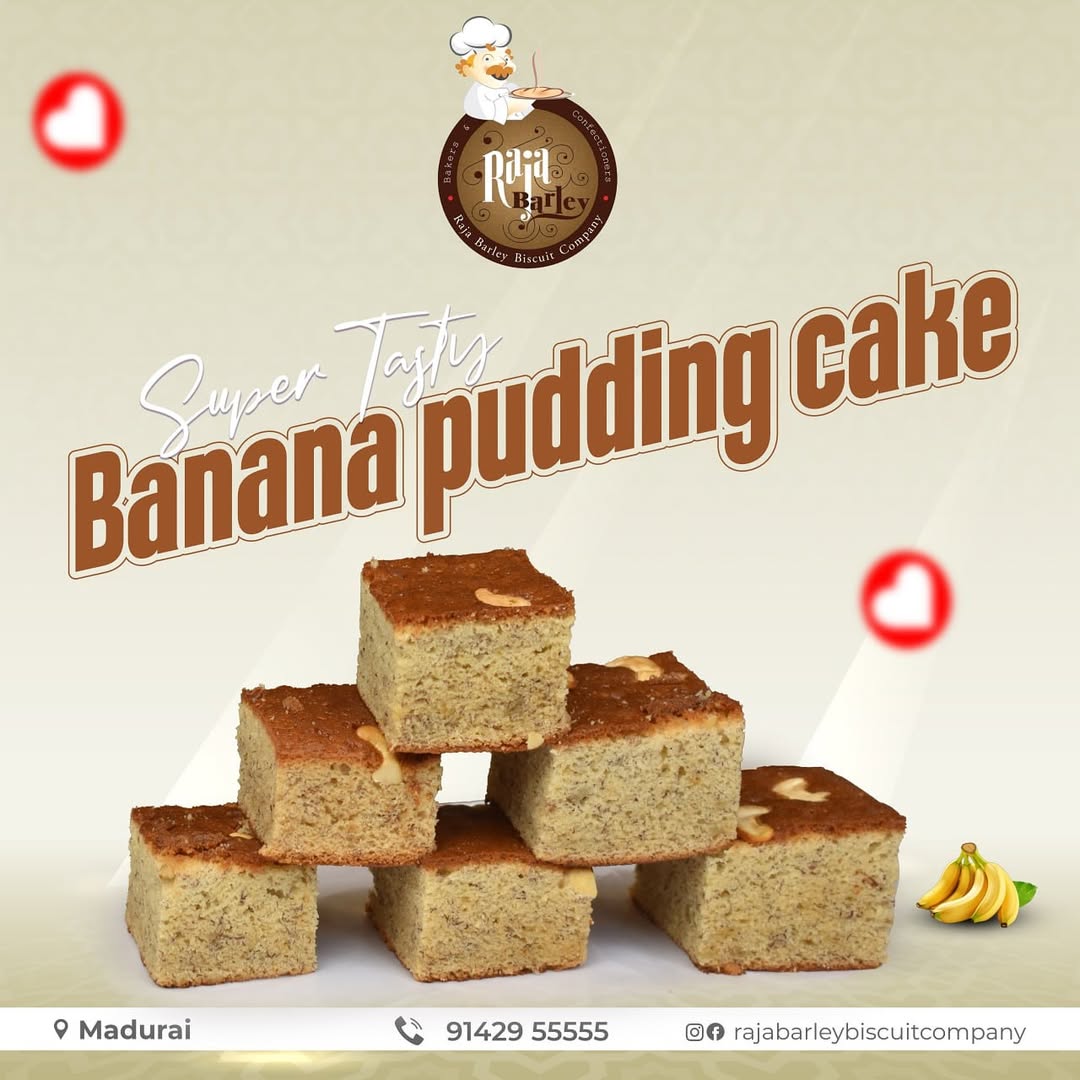 Bakers & Confectioners
Raja
Barley
Raja Barley Biscuit Company
Super Tasty
Banana pudding cake
Madurai
91429 55555
rajabarleybiscuitcompany